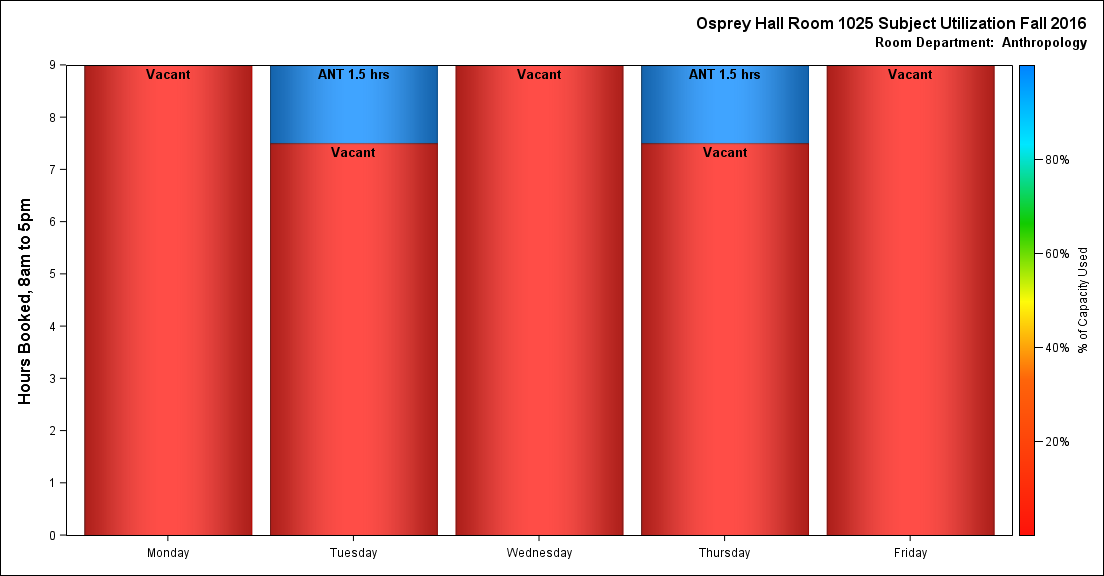 Osprey Hall Room 1025 Subject Utilization Fall 2016
Room Department: Anthropology
Hours Booked, 8am to 5pm
9
8
7
6
5
4
3
2
1
0
Vacant
ANT 1.5 hrs
Vacant
ANT 1.5 hrs
Vacant
Vacant
Vacant
Monday
Tuesday
Wednesday
Thursday
Friday
80%
60%
40%
20%
% of Capacity Used